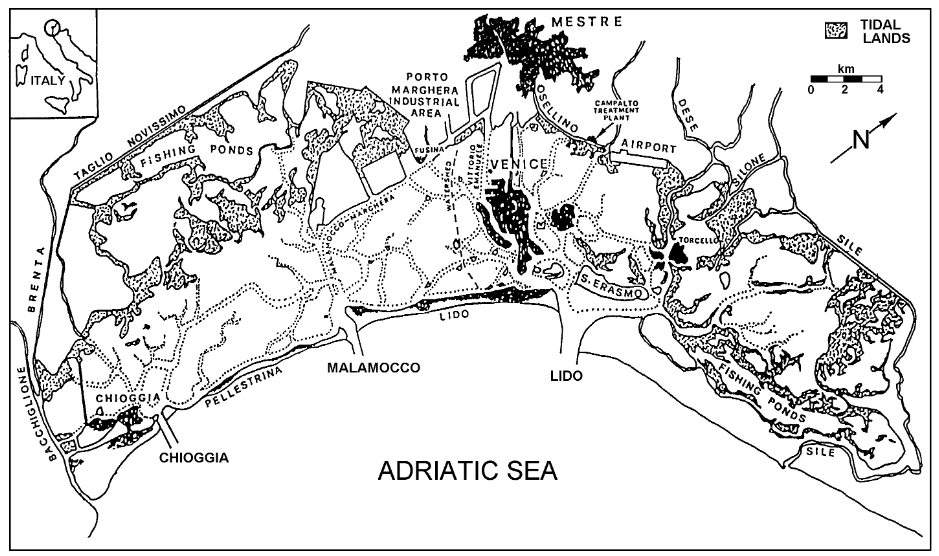 ITALY
MESTRE
TIDAL
LANDS
km
0 2 4
N
PORTO
MARGHERA
INDUSTRIAL
AREA
FUSINA
OSELLINO
CAMPALTO
TREATMENT
PLANT
DESE
AIRPORT
SILONE
SILE
TAGLIO NOVISSIMO
FISHING PONDS
VENICE
VITTORIO
EMANUELE
TORCELLO
S. ERASMO
BRENTA
LIDO
MALAMOCCO
LIDO
PELLESTRINA
CHIOGGIA
CHIOGGIA
BACCHIGLIONE
FISHING PONDS
SILE
ADRIATIC SEA